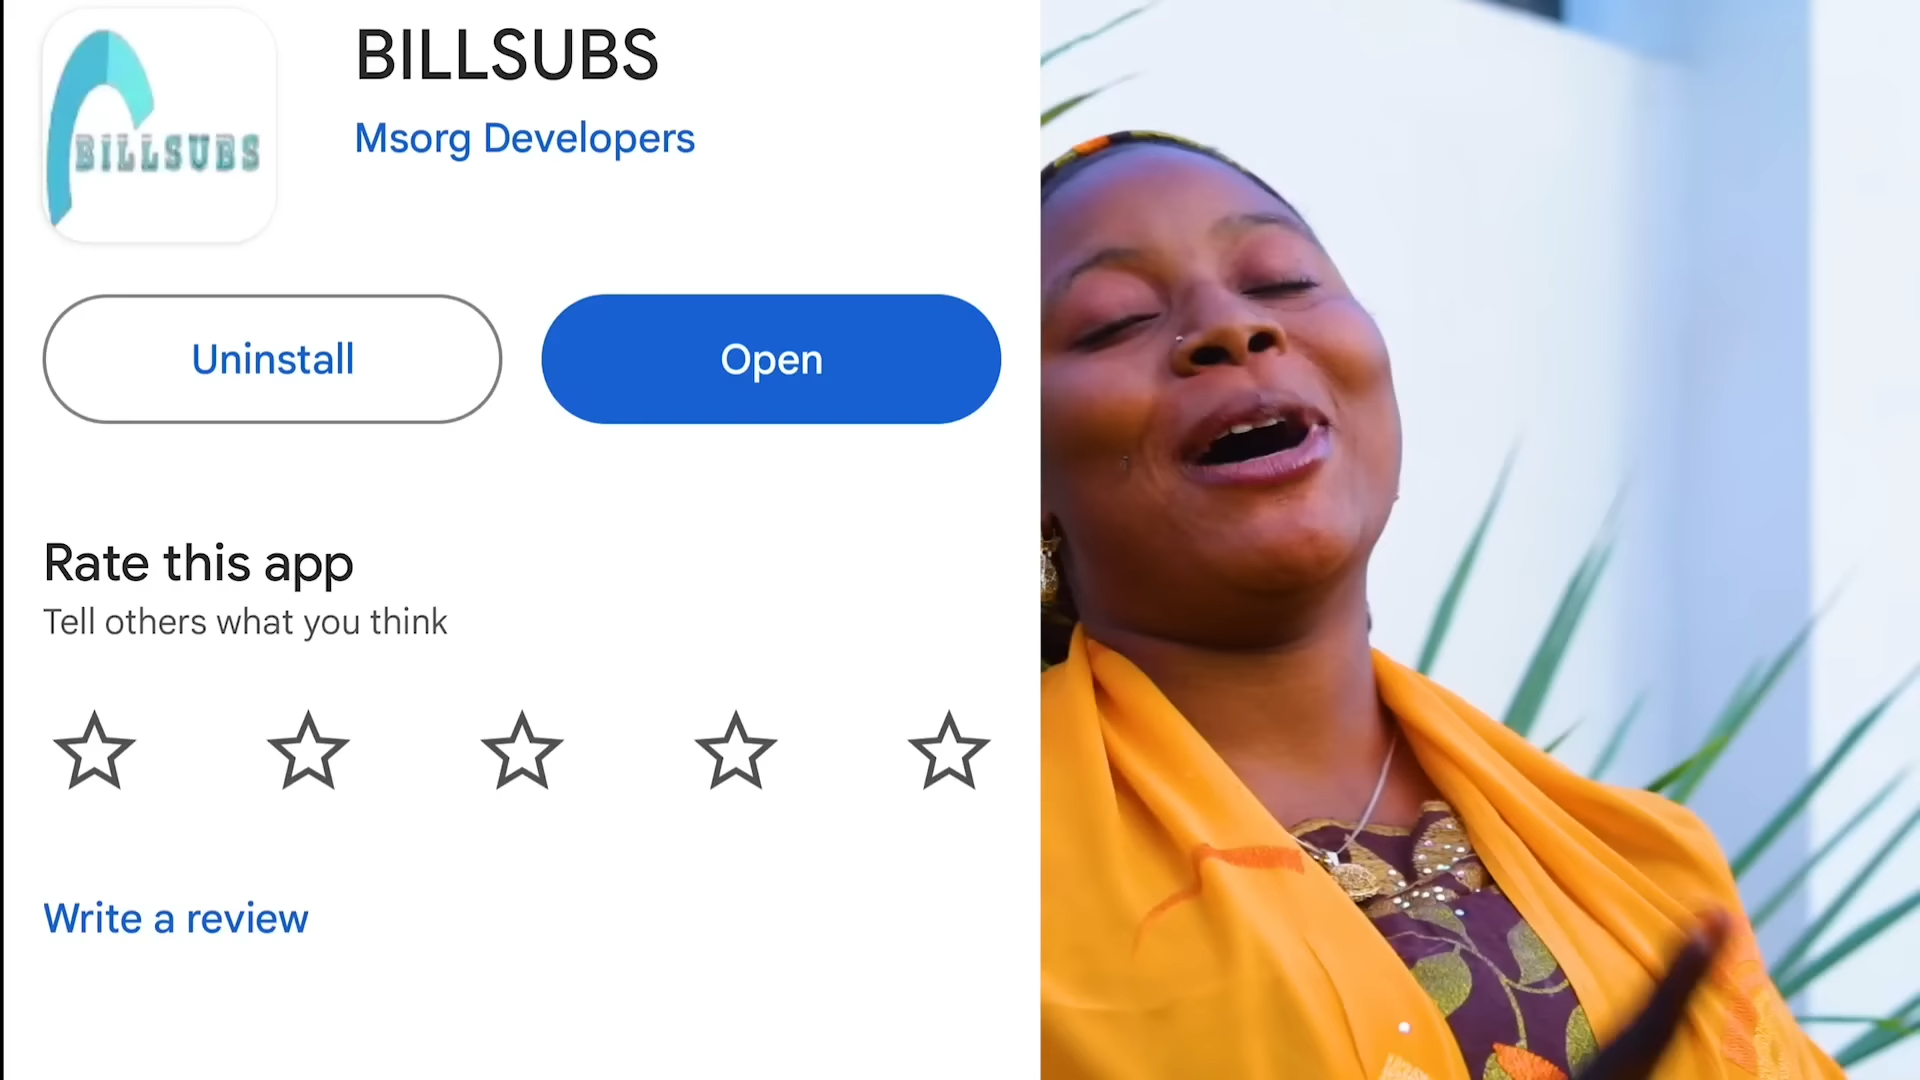 BILLSUBS
BILLSUBS
Msorg Developers
Uninstall
Open
Rate this app
Tell others what you think
Write a review